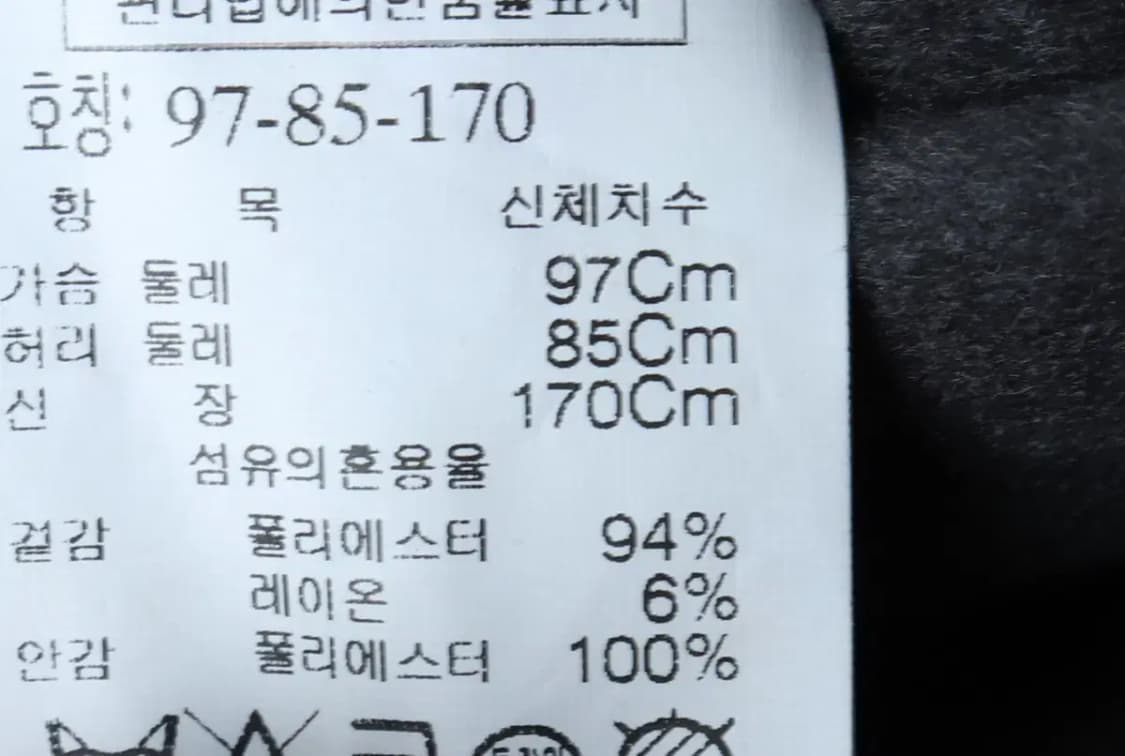 호칭: 97-85-170
항 목 신체치수
가슴 둘레 97Cm
허리 둘레 85Cm
신 장 170Cm
섬유의혼용율
겉감 폴리에스터 94%
레이온 6%
안감 폴리에스터 100%